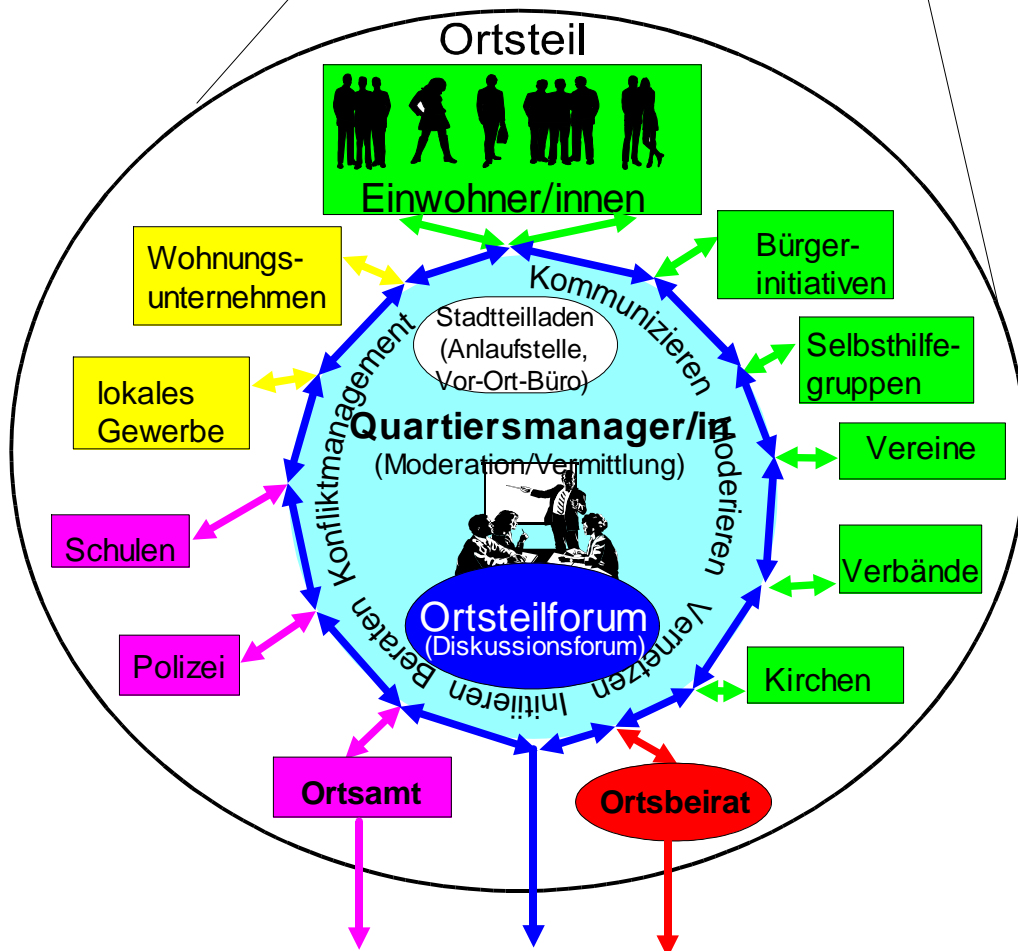 Ortsteil
Einwohner/innen
Wohnungs-
unternehmen
Bürger-
initiativen
lokales
Gewerbe
Selbsthilfe-
gruppen
Schulen
Vereine
Polizei
Verbände
Kirchen
Ortsamt
Ortsbeirat
Stadtteilladen
(Anlaufstelle,
Vor-Ort-Büro)
Quartiersmanager/in
(Moderation/Vermittlung)
Ortsteilforum
(Diskussionsforum)
Kommunizieren Moderieren Vernetzen Initiieren Beraten Konfliktmanagement